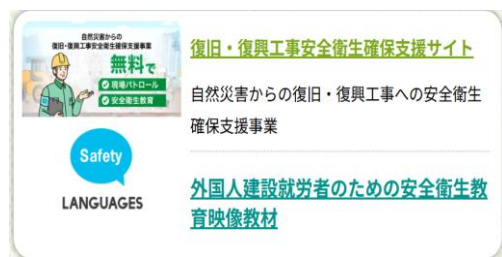 自然災害からの
復旧・復興工事安全衛生確保支援事業
無料で
現場パトロール
安全衛生教育
復旧・復興工事安全衛生確保支援サイト
自然災害からの復旧・復興工事への安全衛生
確保支援事業
Safety
LANGUAGES
外国人建設就労者のための安全衛生教
育映像教材